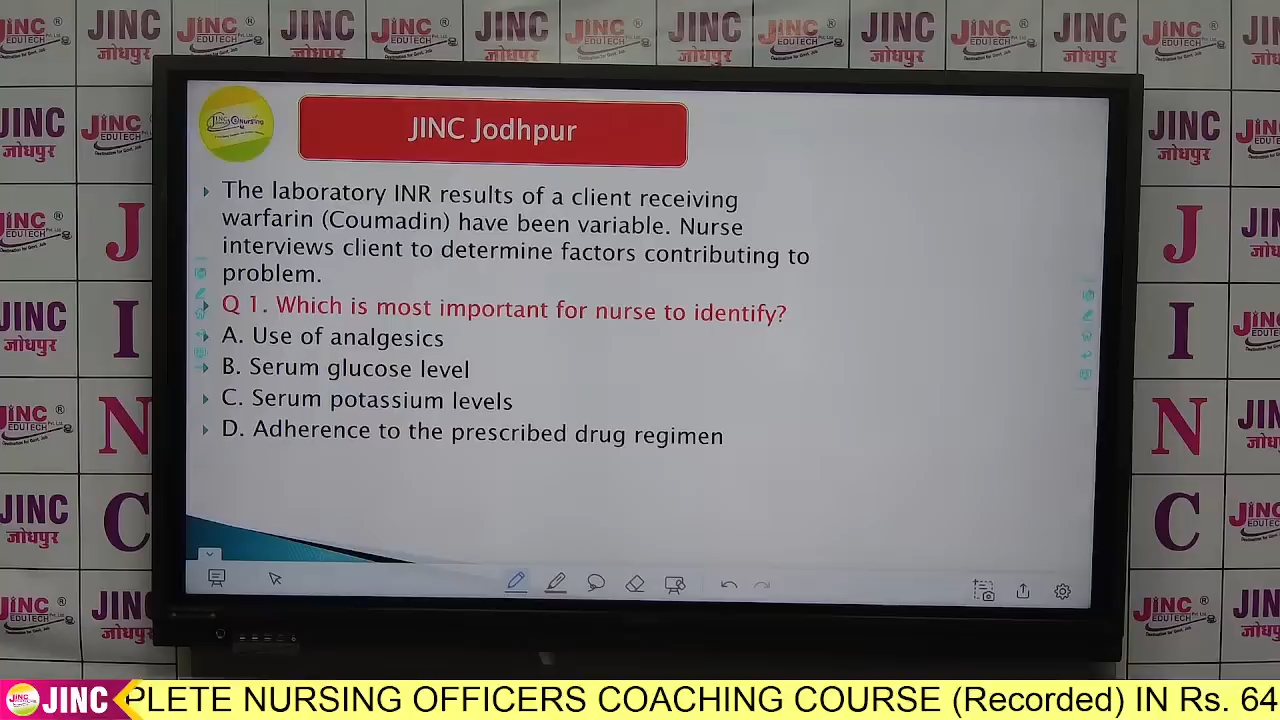 JINC Jodhpur
The laboratory INR results of a client receiving
warfarin (Coumadin) have been variable. Nurse
interviews client to determine factors contributing to
problem.
Q 1. Which is most important for nurse to identify?
A. Use of analgesics
B. Serum glucose level
C. Serum potassium levels
D. Adherence to the prescribed drug regimen
JINC
जोधपुर
JINC
EDUTECH
J
I
N
C
J
I
N
C
JINC
PLETE NURSING OFFICERS COACHING COURSE (Recorded) IN Rs. 64